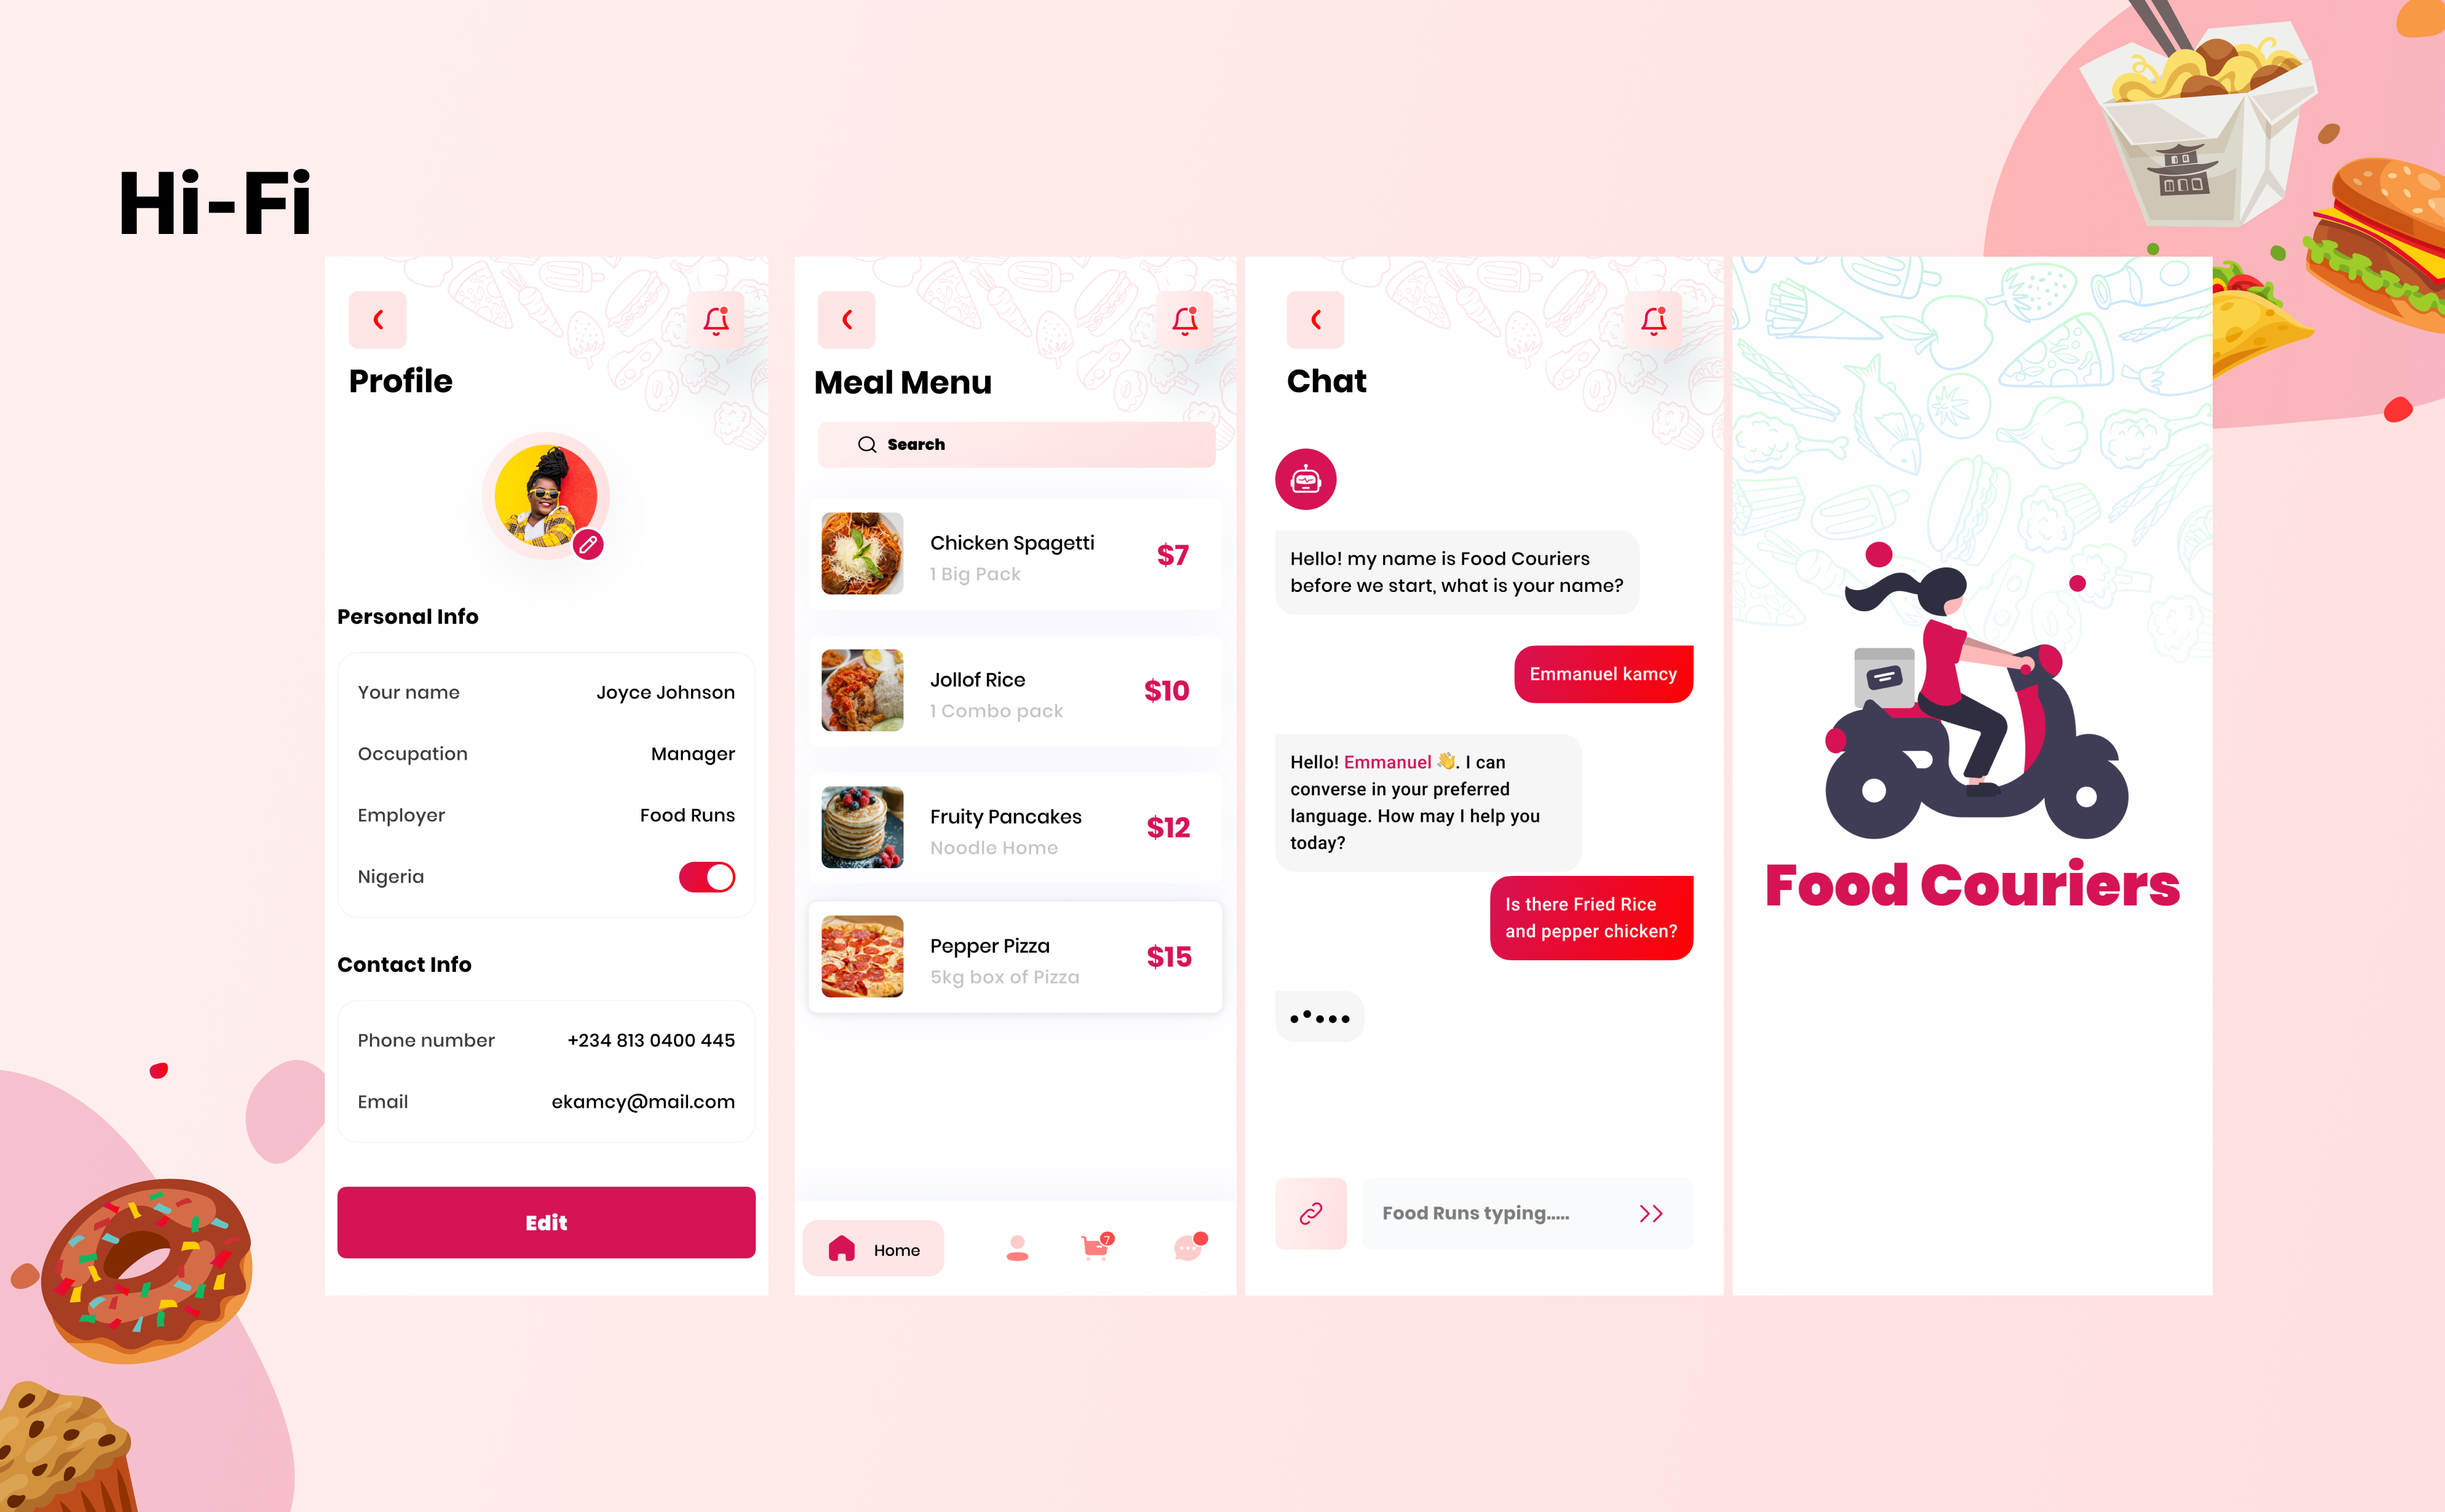 Hi-Fi
Profile
Personal Info
Your name Joyce Johnson
Occupation Manager
Employer Food Runs
Nigeria
Contact Info
Phone number +234 813 0400 445
Email ekamcy@mail.com
Edit
Meal Menu
Search
Chicken Spagetti
1 Big Pack
$7
Jollof Rice
1 Combo pack
$10
Fruity Pancakes
Noodle Home
$12
Pepper Pizza
5kg box of Pizza
$15
Home
7
Chat
Hello! my name is Food Couriers
before we start, what is your name?
Emmanuel kamcy
Hello! Emmanuel 👋. I can
converse in your preferred
language. How may I help you
today?
Is there Fried Rice
and pepper chicken?
Food Runs typing.....
Food Couriers